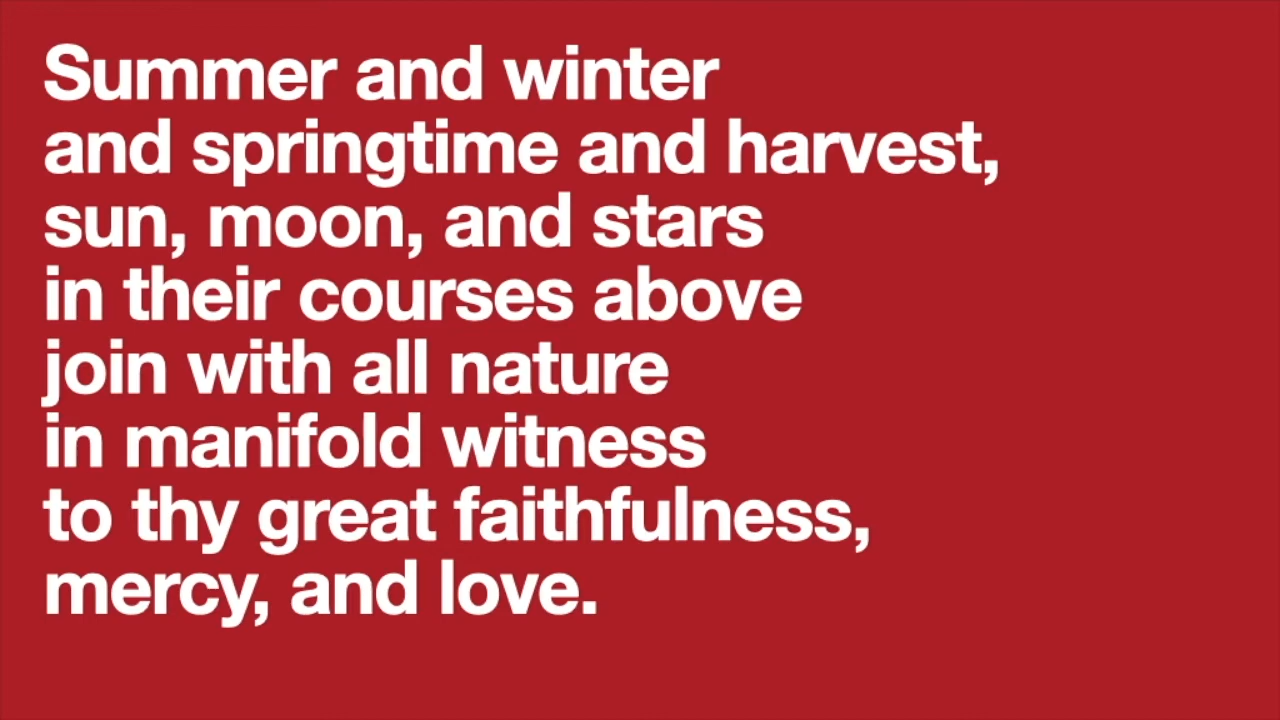 Summer and winter
and springtime and harvest,
sun, moon, and stars
in their courses above
join with all nature
in manifold witness
to thy great faithfulness,
mercy, and love.